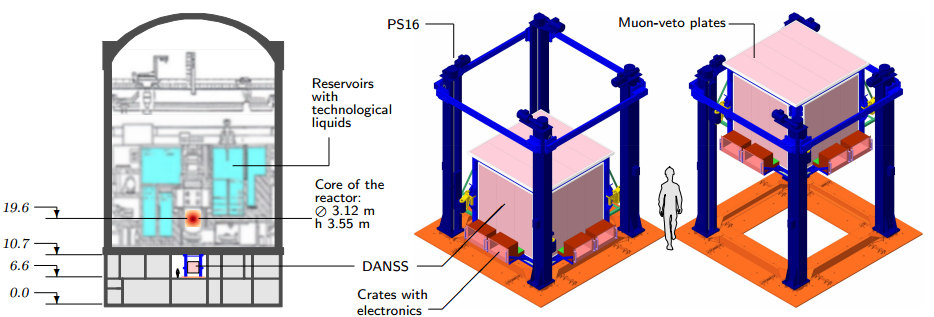 PS16
Muon-veto plates
Reservoirs
with
technological
liquids
Core of the
reactor:
∅ 3.12 m
h 3.55 m
19.6
10.7
6.6
0.0
DANSS
Crates with
electronics